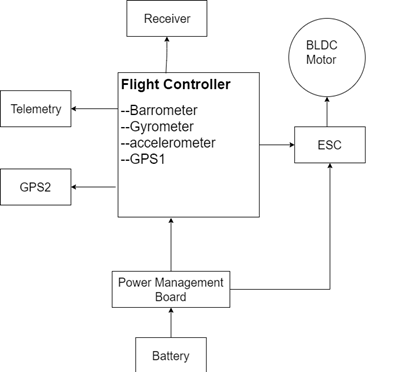 Receiver
BLDC
Motor
Flight Controller
--Barrometer
--Gyrometer
--accelerometer
--GPS1
Telemetry
ESC
GPS2
Power Management
Board
Battery